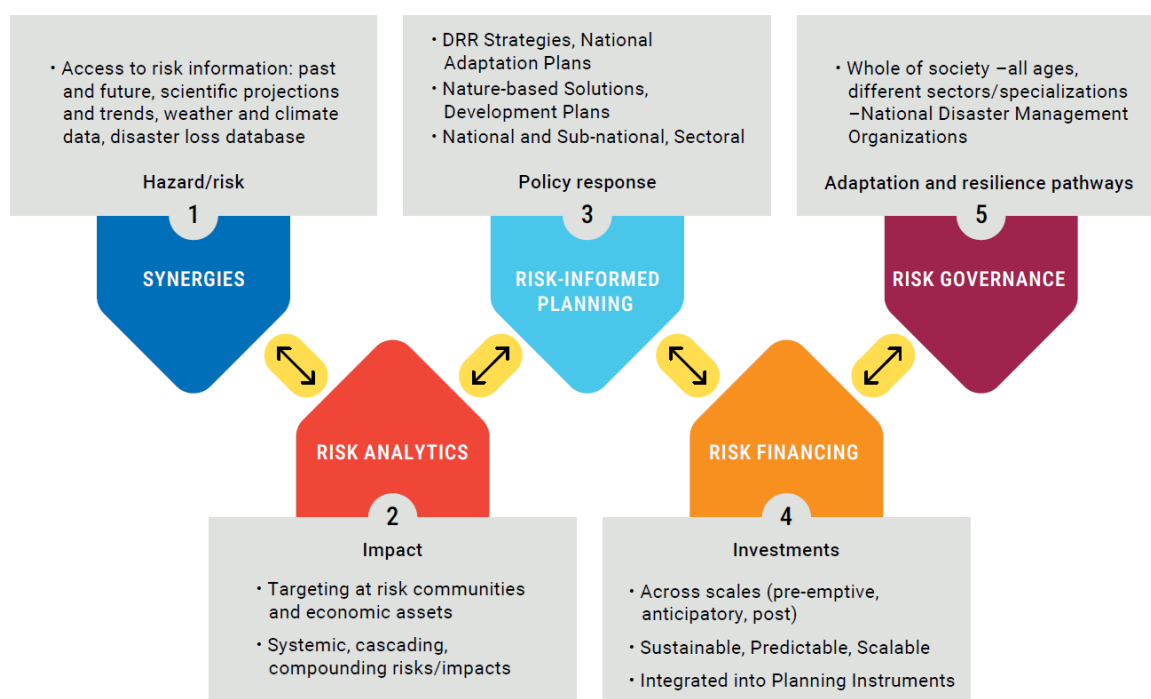 • Access to risk information: past
and future, scientific projections
and trends, weather and climate
data, disaster loss database
Hazard/risk
1
SYNERGIES
• DRR Strategies, National
Adaptation Plans
• Nature-based Solutions,
Development Plans
• National and Sub-national, Sectoral
Policy response
3
RISK-INFORMED
PLANNING
• Whole of society –all ages,
different sectors/specializations
–National Disaster Management
Organizations
Adaptation and resilience pathways
5
RISK GOVERNANCE
RISK ANALYTICS
2
Impact
• Targeting at risk communities
and economic assets
• Systemic, cascading,
compounding risks/impacts
RISK FINANCING
4
Investments
• Across scales (pre-emptive,
anticipatory, post)
• Sustainable, Predictable, Scalable
• Integrated into Planning Instruments